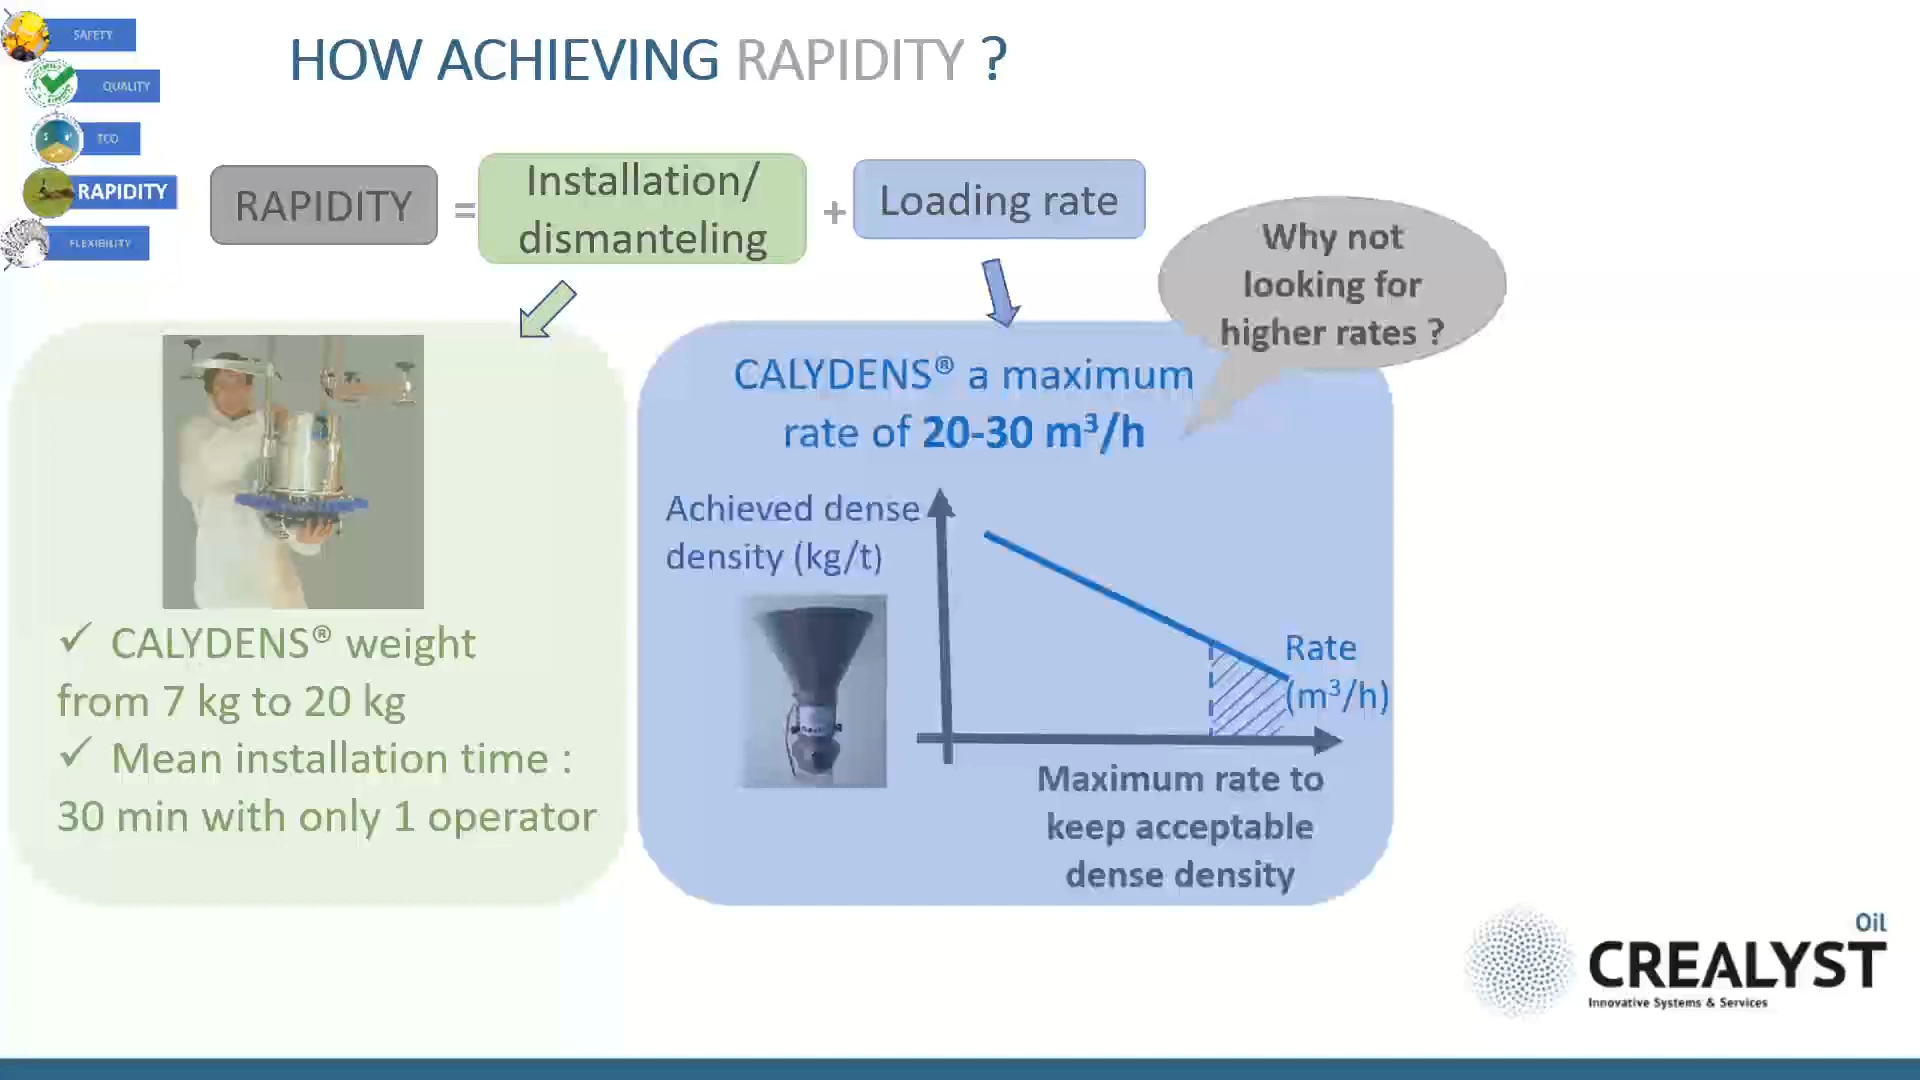 SAFETY
QUALITY
TCO
RAPIDITY
FLEXIBILITY
HOW ACHIEVING RAPIDITY ?
RAPIDITY
=
Installation/
dismanteling
+
Loading rate
Why not
looking for
higher rates ?
✓ CALYDENS® weight
from 7 kg to 20 kg
✓ Mean installation time :
30 min with only 1 operator
CALYDENS® a maximum
rate of 20-30 m³/h
Achieved dense
density (kg/t)
Rate
(m³/h)
Maximum rate to
keep acceptable
dense density
Oil
CREALYST
Innovative Systems & Services